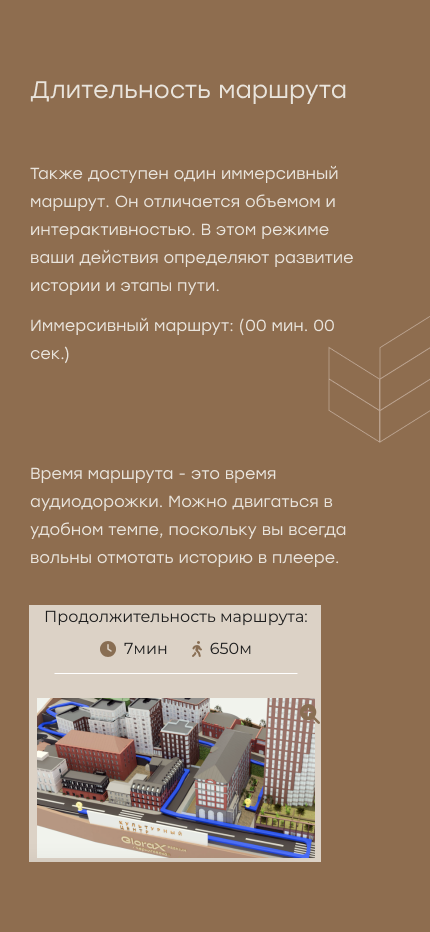 Длительность маршрута
Также доступен один иммерсивный
маршрут. Он отличается объемом и
интерактивностью. В этом режиме
ваши действия определяют развитие
истории и этапы пути.
Иммерсивный маршрут: (00 мин. 00
сек.)
Время маршрута - это время
аудиодорожки. Можно двигаться в
удобном темпе, поскольку вы всегда
вольны отмотать историю в плеере.
Продолжительность маршрута:
7мин 650м
КУЛЬТУРНЫЙ
GloraX